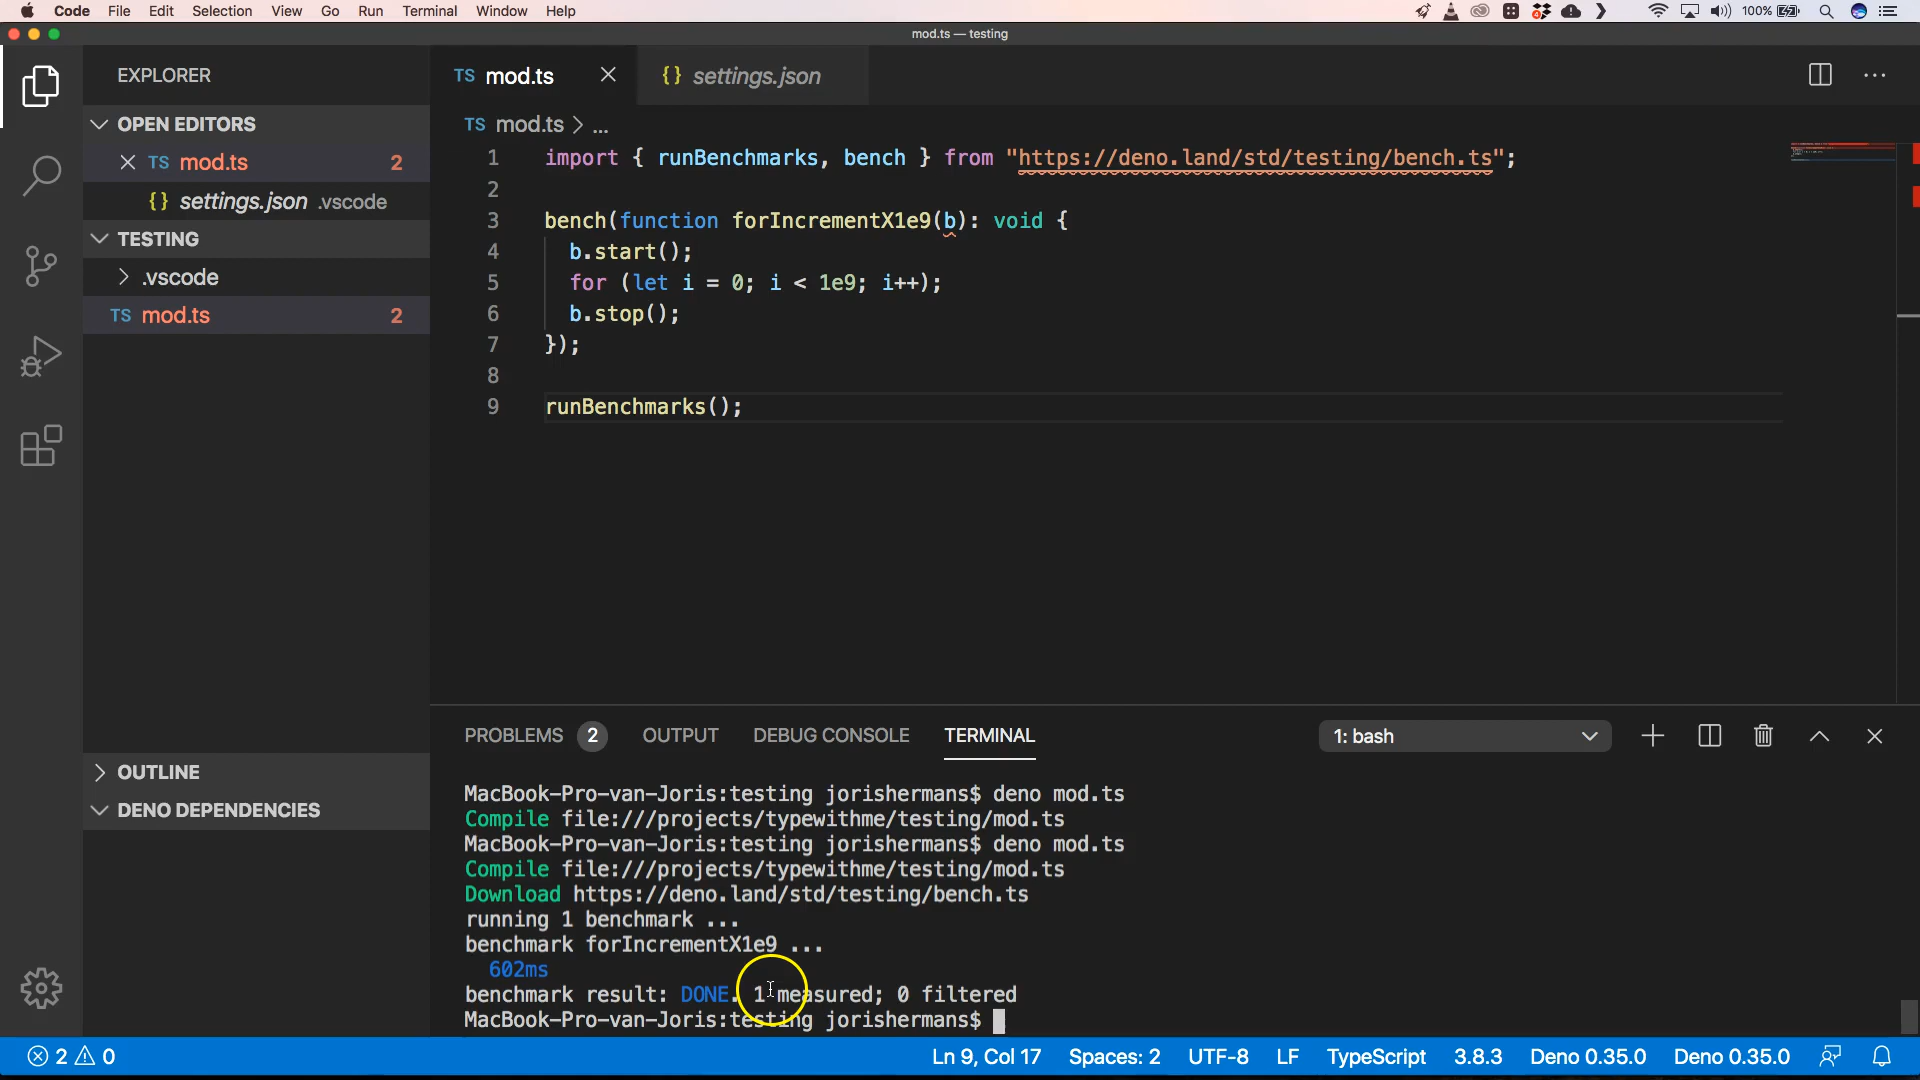 Code File Edit Selection View Go Run Terminal Window Help 4 100%
mod.ts — testing
EXPLORER
OPEN EDITORS
TS mod.ts 2
{} settings.json .vscode
TESTING
.vscode
TS mod.ts 2
OUTLINE
DENO DEPENDENCIES
TS mod.ts {} settings.json
TS mod.ts > ...
1 import { runBenchmarks, bench } from "https://deno.land/std/testing/bench.ts";
2
3 bench(function forIncrementX1e9(b): void {
4 b.start();
5 for (let i = 0; i < 1e9; i++);
6 b.stop();
7 });
8
9 runBenchmarks();
PROBLEMS 2 OUTPUT DEBUG CONSOLE TERMINAL 1: bash
MacBook-Pro-van-Joris:testing jorishermans$ deno mod.ts
Compile file:///projects/typewithme/testing/mod.ts
MacBook-Pro-van-Joris:testing jorishermans$ deno mod.ts
Compile file:///projects/typewithme/testing/mod.ts
Download https://deno.land/std/testing/bench.ts
running 1 benchmark ...
benchmark forIncrementX1e9 ...
602ms
benchmark result: DONE. 1 measured; 0 filtered
MacBook-Pro-van-Joris:testing jorishermans$
2 0 Ln 9, Col 17 Spaces: 2 UTF-8 LF TypeScript 3.8.3 Deno 0.35.0 Deno 0.35.0